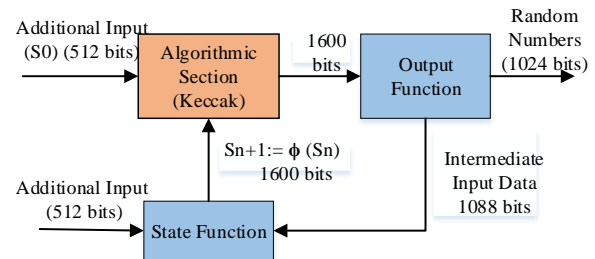 Additional Input
(S0) (512 bits)
Algorithmic
Section
(Keccak)
1600
bits
Output
Function
Random
Numbers
(1024 bits)
Sn+1:= ϕ (Sn)
1600 bits
Intermediate
Input Data
1088 bits
Additional Input
(512 bits)
State Function